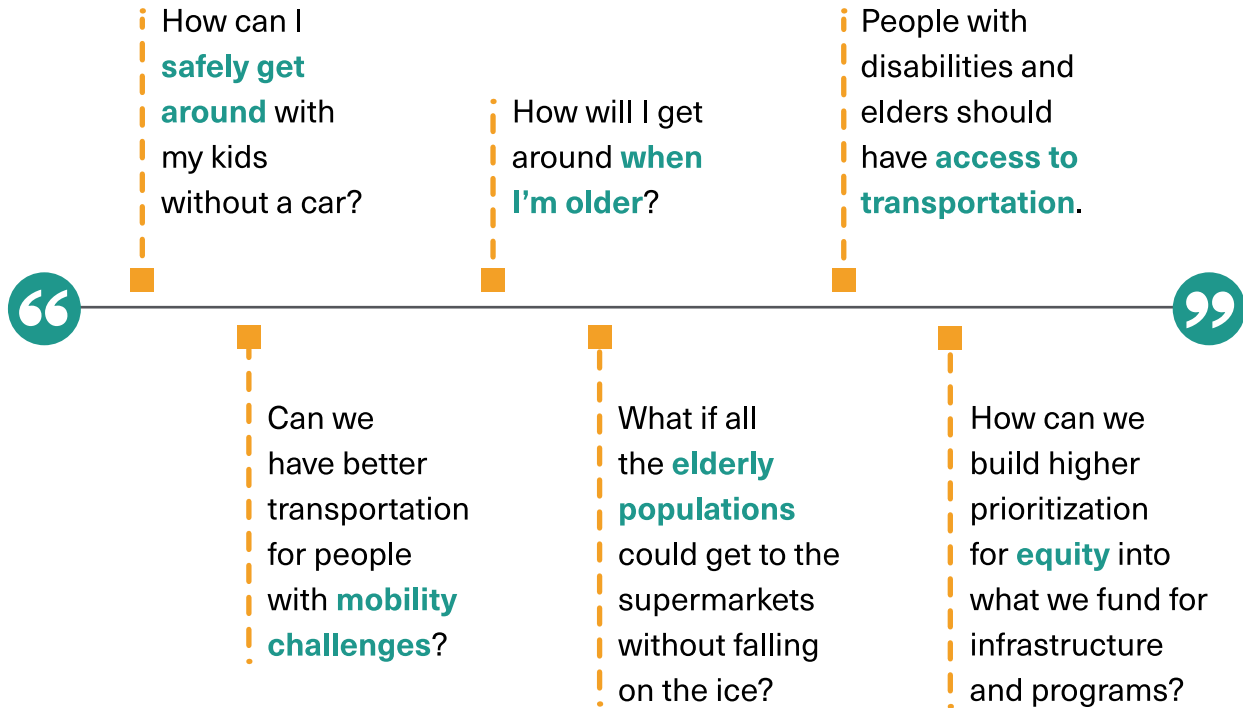 How can I
safely get
around with
my kids
without a car?
How will I get
around when
I’m older?
People with
disabilities and
elders should
have access to
transportation.
“
”
Can we
have better
transportation
for people
with mobility
challenges?
What if all
the elderly
populations
could get to the
supermarkets
without falling
on the ice?
How can we
build higher
prioritization
for equity into
what we fund for
infrastructure
and programs?